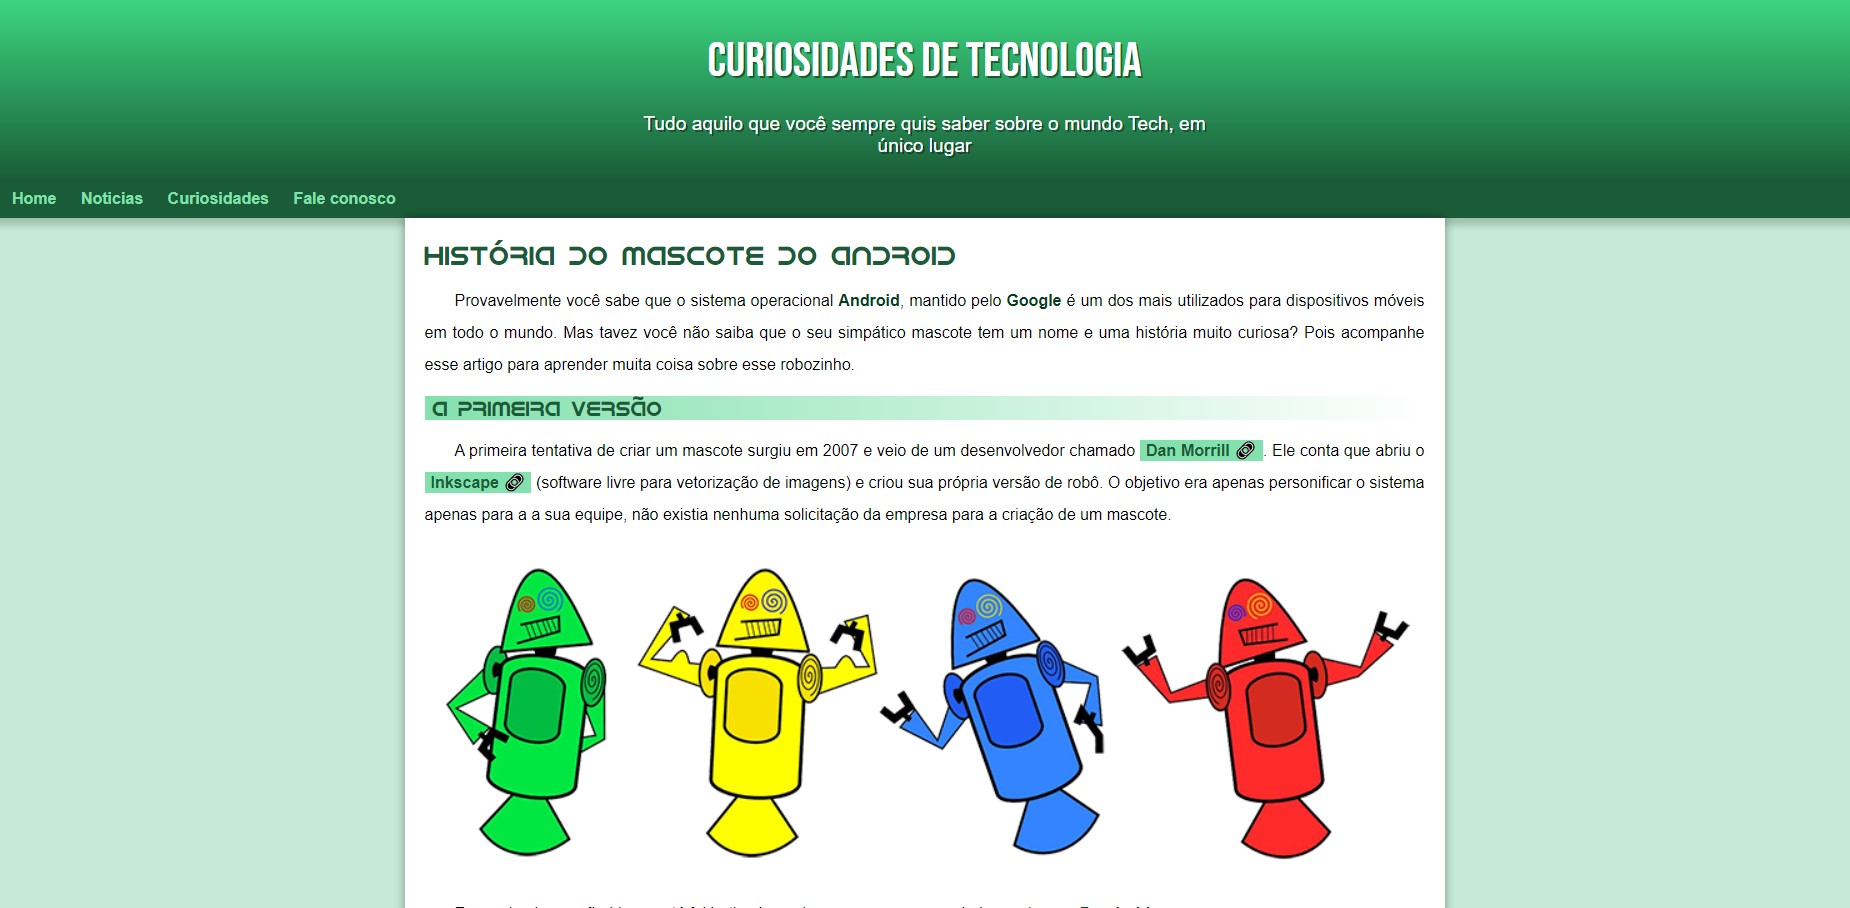 CURIOSIDADES DE TECNOLOGIA
Tudo aquilo que você sempre quis saber sobre o mundo Tech, em
único lugar
Home Noticias Curiosidades Fale conosco
HISTÓRIA DO MASCOTE DO ANDROID
Provavelmente você sabe que o sistema operacional Android, mantido pelo Google é um dos mais utilizados para dispositivos móveis
em todo o mundo. Mas tavez você não saiba que o seu simpático mascote tem um nome e uma história muito curiosa? Pois acompanhe
esse artigo para aprender muita coisa sobre esse robozinho.
A PRIMEIRA VERSÃO
A primeira tentativa de criar um mascote surgiu em 2007 e veio de um desenvolvedor chamado Dan Morrill. Ele conta que abriu o
Inkscape (software livre para vetorização de imagens) e criou sua própria versão de robô. O objetivo era apenas personificar o sistema
apenas para a a sua equipe, não existia nenhuma solicitação da empresa para a criação de um mascote.